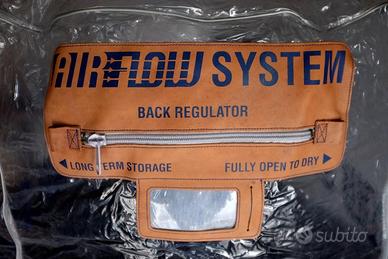 AIRFLOW SYSTEM
BACK REGULATOR
◄ LONG TERM STORAGE FULLY OPEN TO DRY ►
subito